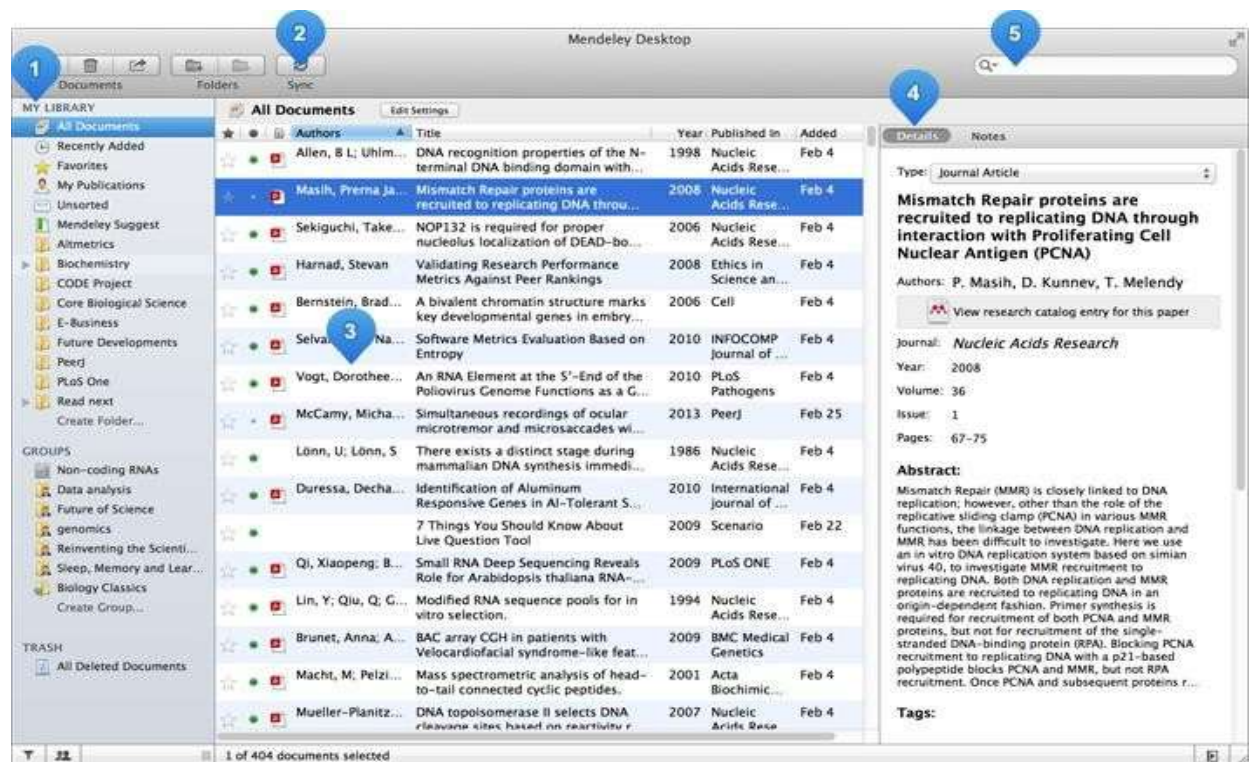 2
5
Mendeley Desktop
1
Documents
Folders
Sync
4
MY LIBRARY
All Documents
Recently Added
Favorites
My Publications
Unsorted
Mendeley Suggest
Altmetrics
Biochemistry
CODE Project
Core Biological Science
E-Business
Future Developments
PeerJ
PLoS One
Read next
Create Folder...
GROUPS
Non-coding RNAs
Data analysis
Future of Science
genomics
Reinventing the Scienti...
Sleep, Memory and Lear...
Biology Classics
Create Group...
TRASH
All Deleted Documents
All Documents
Edit Settings
Authors Title Year Published In Added
Allen, B L; Uhlm... DNA recognition properties of the N- 1998 Nucleic Feb 4
terminal DNA binding domain with... Acids Rese...
Masih, Prerna Ja... Mismatch Repair proteins are 2008 Nucleic Feb 4
recruited to replicating DNA throu... Acids Rese...
Sekiguchi, Take... NOP132 is required for proper 2006 Nucleic Feb 4
nucleolus localization of DEAD-bo... Acids Rese...
Harnad, Stevan Validating Research Performance 2008 Ethics in Feb 4
Metrics Against Peer Rankings Science an...
Bernstein, Brad... A bivalent chromatin structure marks 2006 Cell Feb 4
key developmental genes in embry...
3
Na... Software Metrics Evaluation Based on 2010 INFOCOMP Feb 4
Entropy Journal of ...
Vogt, Dorothee... An RNA Element at the 5'-End of the 2010 PLoS Feb 4
Poliovirus Genome Functions as a G... Pathogens
McCamy, Micha... Simultaneous recordings of ocular 2013 PeerJ Feb 25
microtremor and microsaccades wi...
Lönn, U; Lönn, S There exists a distinct stage during 1986 Nucleic Feb 4
mammalian DNA synthesis immedi... Acids Rese...
Duressa, Decha... Identification of Aluminum 2010 International Feb 4
Responsive Genes in Al-Tolerant S... journal of ...
7 Things You Should Know About 2009 Scenario Feb 22
Live Question Tool
Qi, Xiaopeng; B... Small RNA Deep Sequencing Reveals 2009 PLoS ONE Feb 4
Role for Arabidopsis thaliana RNA-...
Lin, Y; Qiu, Q; G... Modified RNA sequence pools for in 1994 Nucleic Feb 4
vitro selection. Acids Rese...
Brunet, Anna; A... BAC array CGH in patients with 2009 BMC Medical Feb 4
Velocardiofacial syndrome-like feat... Genetics
Macht, M; Pelzi... Mass spectrometric analysis of head- 2001 Acta Feb 4
to-tail connected cyclic peptides. Biochimic...
Mueller-Planitz... DNA topoisomerase II selects DNA 2007 Nucleic Feb 4
cleavage sites based on reactivity r Acids Rese
1 of 404 documents selected
Details Notes
Type: Journal Article
Mismatch Repair proteins are
recruited to replicating DNA through
interaction with Proliferating Cell
Nuclear Antigen (PCNA)
Authors: P. Masih, D. Kunnev, T. Melendy
View research catalog entry for this paper
Journal: Nucleic Acids Research
Year: 2008
Volume: 36
Issue: 1
Pages: 67-75
Abstract:
Mismatch Repair (MMR) is closely linked to DNA
replication; however, other than the role of the
replicative sliding clamp (PCNA) in various MMR
functions, the linkage between DNA replication and
MMR has been difficult to investigate. Here we use
an in vitro DNA replication system based on simian
virus 40, to investigate MMR recruitment to
replicating DNA. Both DNA replication and MMR
proteins are recruited to replicating DNA in an
origin-dependent fashion. Primer synthesis is
required for recruitment of both PCNA and MMR
proteins, but not for recruitment of the single-
stranded DNA-binding protein (RPA). Blocking PCNA
recruitment to replicating DNA with a p21-based
polypeptide blocks PCNA and MMR, but not RPA
recruitment. Once PCNA and subsequent proteins r...
Tags: